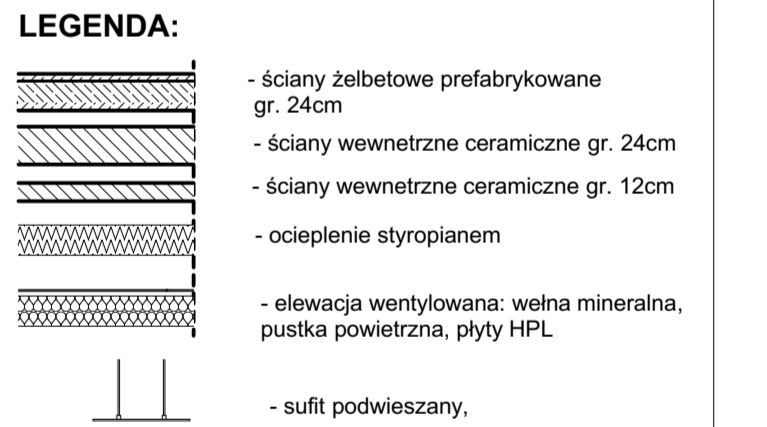 LEGENDA:
- ściany żelbetowe prefabrykowane
gr. 24cm
- ściany wewnetrzne ceramiczne gr. 24cm
- ściany wewnetrzne ceramiczne gr. 12cm
- ocieplenie styropianem
- elewacja wentylowana: wełna mineralna,
pustka powietrzna, płyty HPL
- sufit podwieszany,